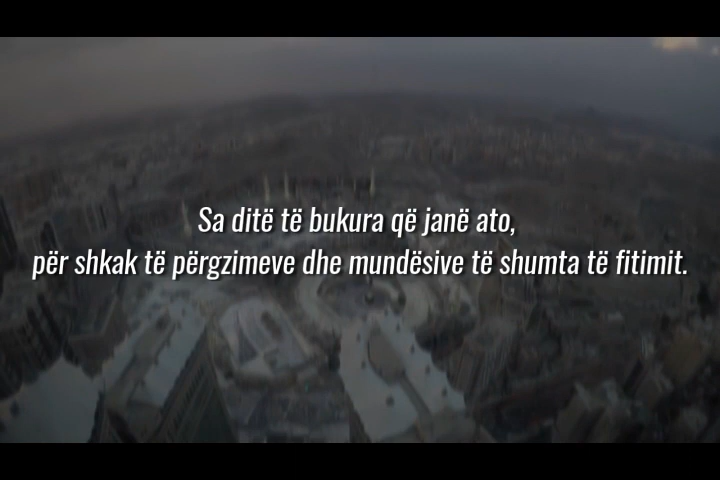 Sa ditë të bukura që janë ato,
për shkak të përgzimeve dhe mundësive të shumta të fitimit.